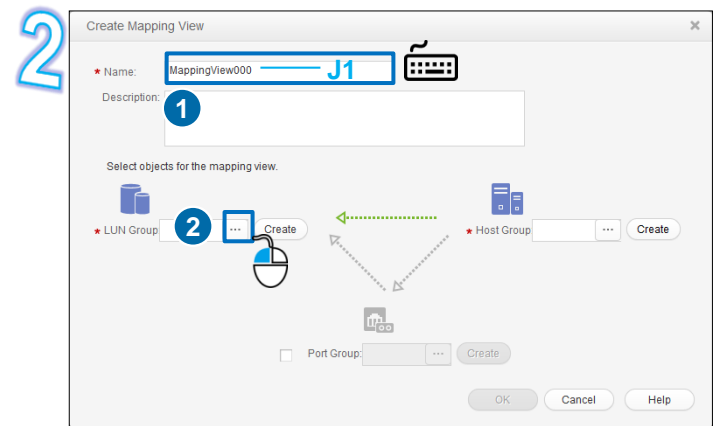 2
Create Mapping View
* Name: MappingView000 J1
Description:
1
Select objects for the mapping view.
* LUN Group 2 ... Create * Host Group ... Create
Port Group: ... Create
OK Cancel Help